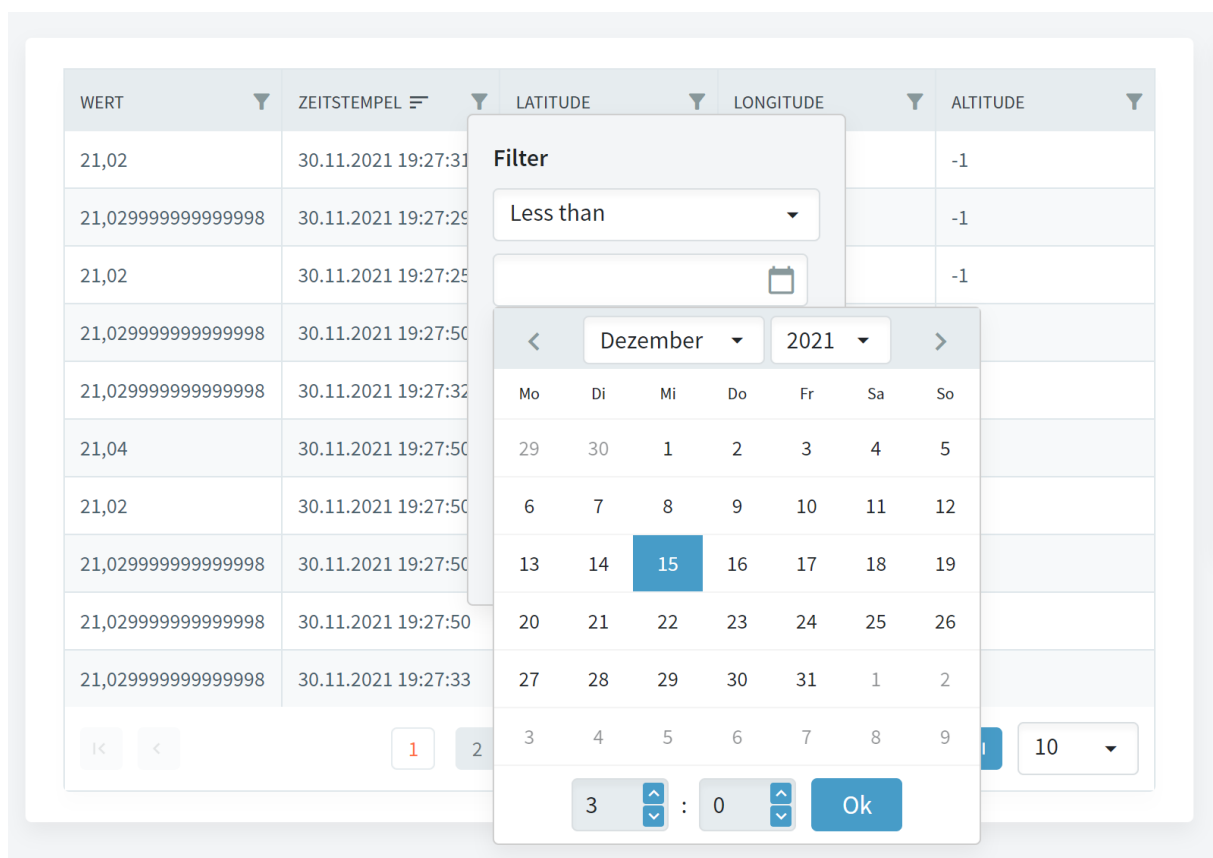 WERT ZEITSTEMPEL LATITUDE LONGITUDE ALTITUDE
21,02 30.11.2021 19:27:31 -1
21,029999999999998 30.11.2021 19:27:29 -1
21,02 30.11.2021 19:27:25 -1
21,029999999999998 30.11.2021 19:27:50
21,029999999999998 30.11.2021 19:27:32
21,04 30.11.2021 19:27:50
21,02 30.11.2021 19:27:50
21,029999999999998 30.11.2021 19:27:50
21,029999999999998 30.11.2021 19:27:50
21,029999999999998 30.11.2021 19:27:33
1 2 10
Filter
Less than
Dezember 2021
Mo Di Mi Do Fr Sa So
29 30 1 2 3 4 5
6 7 8 9 10 11 12
13 14 15 16 17 18 19
20 21 22 23 24 25 26
27 28 29 30 31 1 2
3 4 5 6 7 8 9
3 : 0 Ok